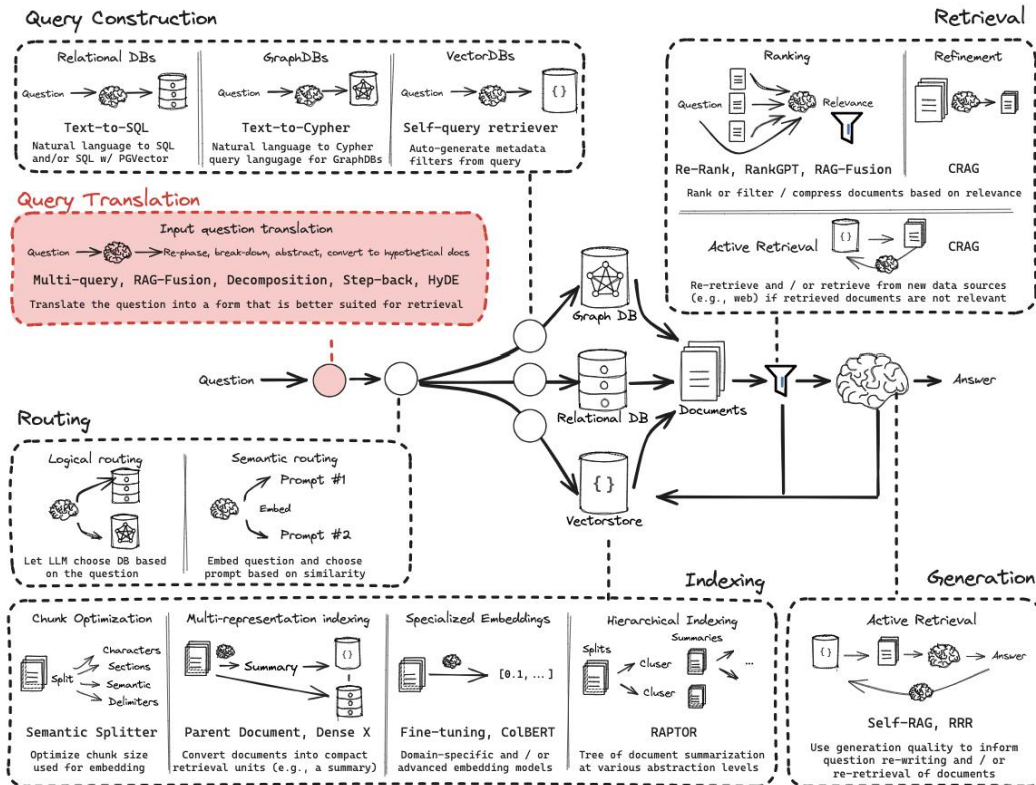 Query Construction
Relational DBs
Question
Text-to-SQL
Natural language to SQL
and/or SQL w/ PGVector
GraphDBs
Question
Text-to-Cypher
Natural language to Cypher
query langugage for GraphDBs
VectorDBs
Question
{}
Self-query retriever
Auto-generate metadata
filters from query
Retrieval
Ranking
Question
Relevance
Re-Rank, RankGPT, RAG-Fusion
Refinement
CRAG
Rank or filter / compress documents based on relevance
Active Retrieval
{}
CRAG
Re-retrieve and / or retrieve from new data sources
(e.g., web) if retrieved documents are not relevant
Query Translation
Input question translation
Question
Re-phase, break-down, abstract, convert to hypothetical docs
Multi-query, RAG-Fusion, Decomposition, Step-back, HyDE
Translate the question into a form that is better suited for retrieval
Question
Graph DB
Relational DB
{}
Vectorstore
Documents
Answer
Routing
Logical routing
Let LLM choose DB based
on the question
Semantic routing
Prompt #1
Embed
Prompt #2
Embed question and choose
prompt based on similarity
Indexing
Chunk Optimization
Split
Characters
Sections
Semantic
Delimiters
Semantic Splitter
Optimize chunk size
used for embedding
Multi-representation indexing
Summary
{}
Parent Document, Dense X
Convert documents into compact
retrieval units (e.g., a summary)
Specialized Embeddings
[0.1, ...]
Fine-tuning, ColBERT
Domain-specific and / or
advanced embedding models
Hierarchical Indexing
Splits
Summaries
Cluser
Cluser
...
RAPTOR
Tree of document summarization
at various abstraction levels
Generation
Active Retrieval
{}
Answer
Self-RAG, RRR
Use generation quality to inform
question re-writing and / or
re-retrieval of documents